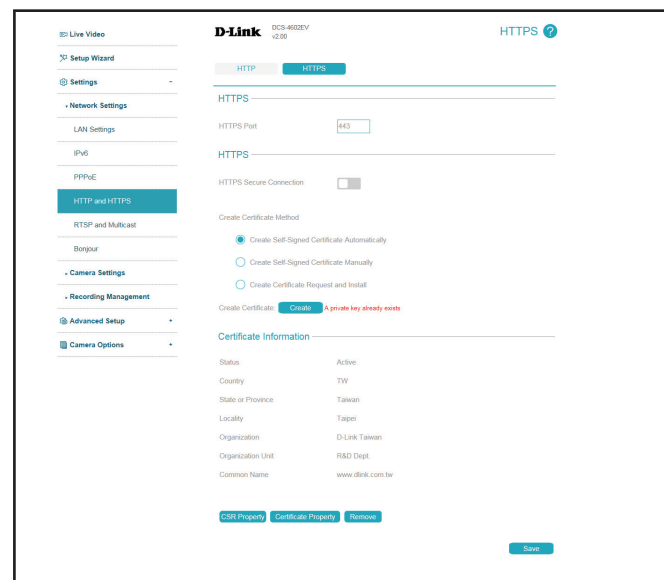 Live Video
Setup Wizard
Settings -
Network Settings
LAN Settings
IPv6
PPPoE
HTTP and HTTPS
RTSP and Multicast
Bonjour
Camera Settings
Recording Management
Advanced Setup +
Camera Options +
D-Link DCS-4602EV
v2.00
HTTPS ?
HTTP HTTPS
HTTPS
HTTPS Port 443
HTTPS
HTTPS Secure Connection
Create Certificate Method
Create Self-Signed Certificate Automatically
Create Self-Signed Certificate Manually
Create Certificate Request and Install
Create Certificate: Create A private key already exists
Certificate Information
Status Active
Country TW
State or Province Taiwan
Locality Taipei
Organization D-Link Taiwan
Organization Unit R&D Dept.
Common Name www.dlink.com.tw
CSR Property Certificate Property Remove
Save